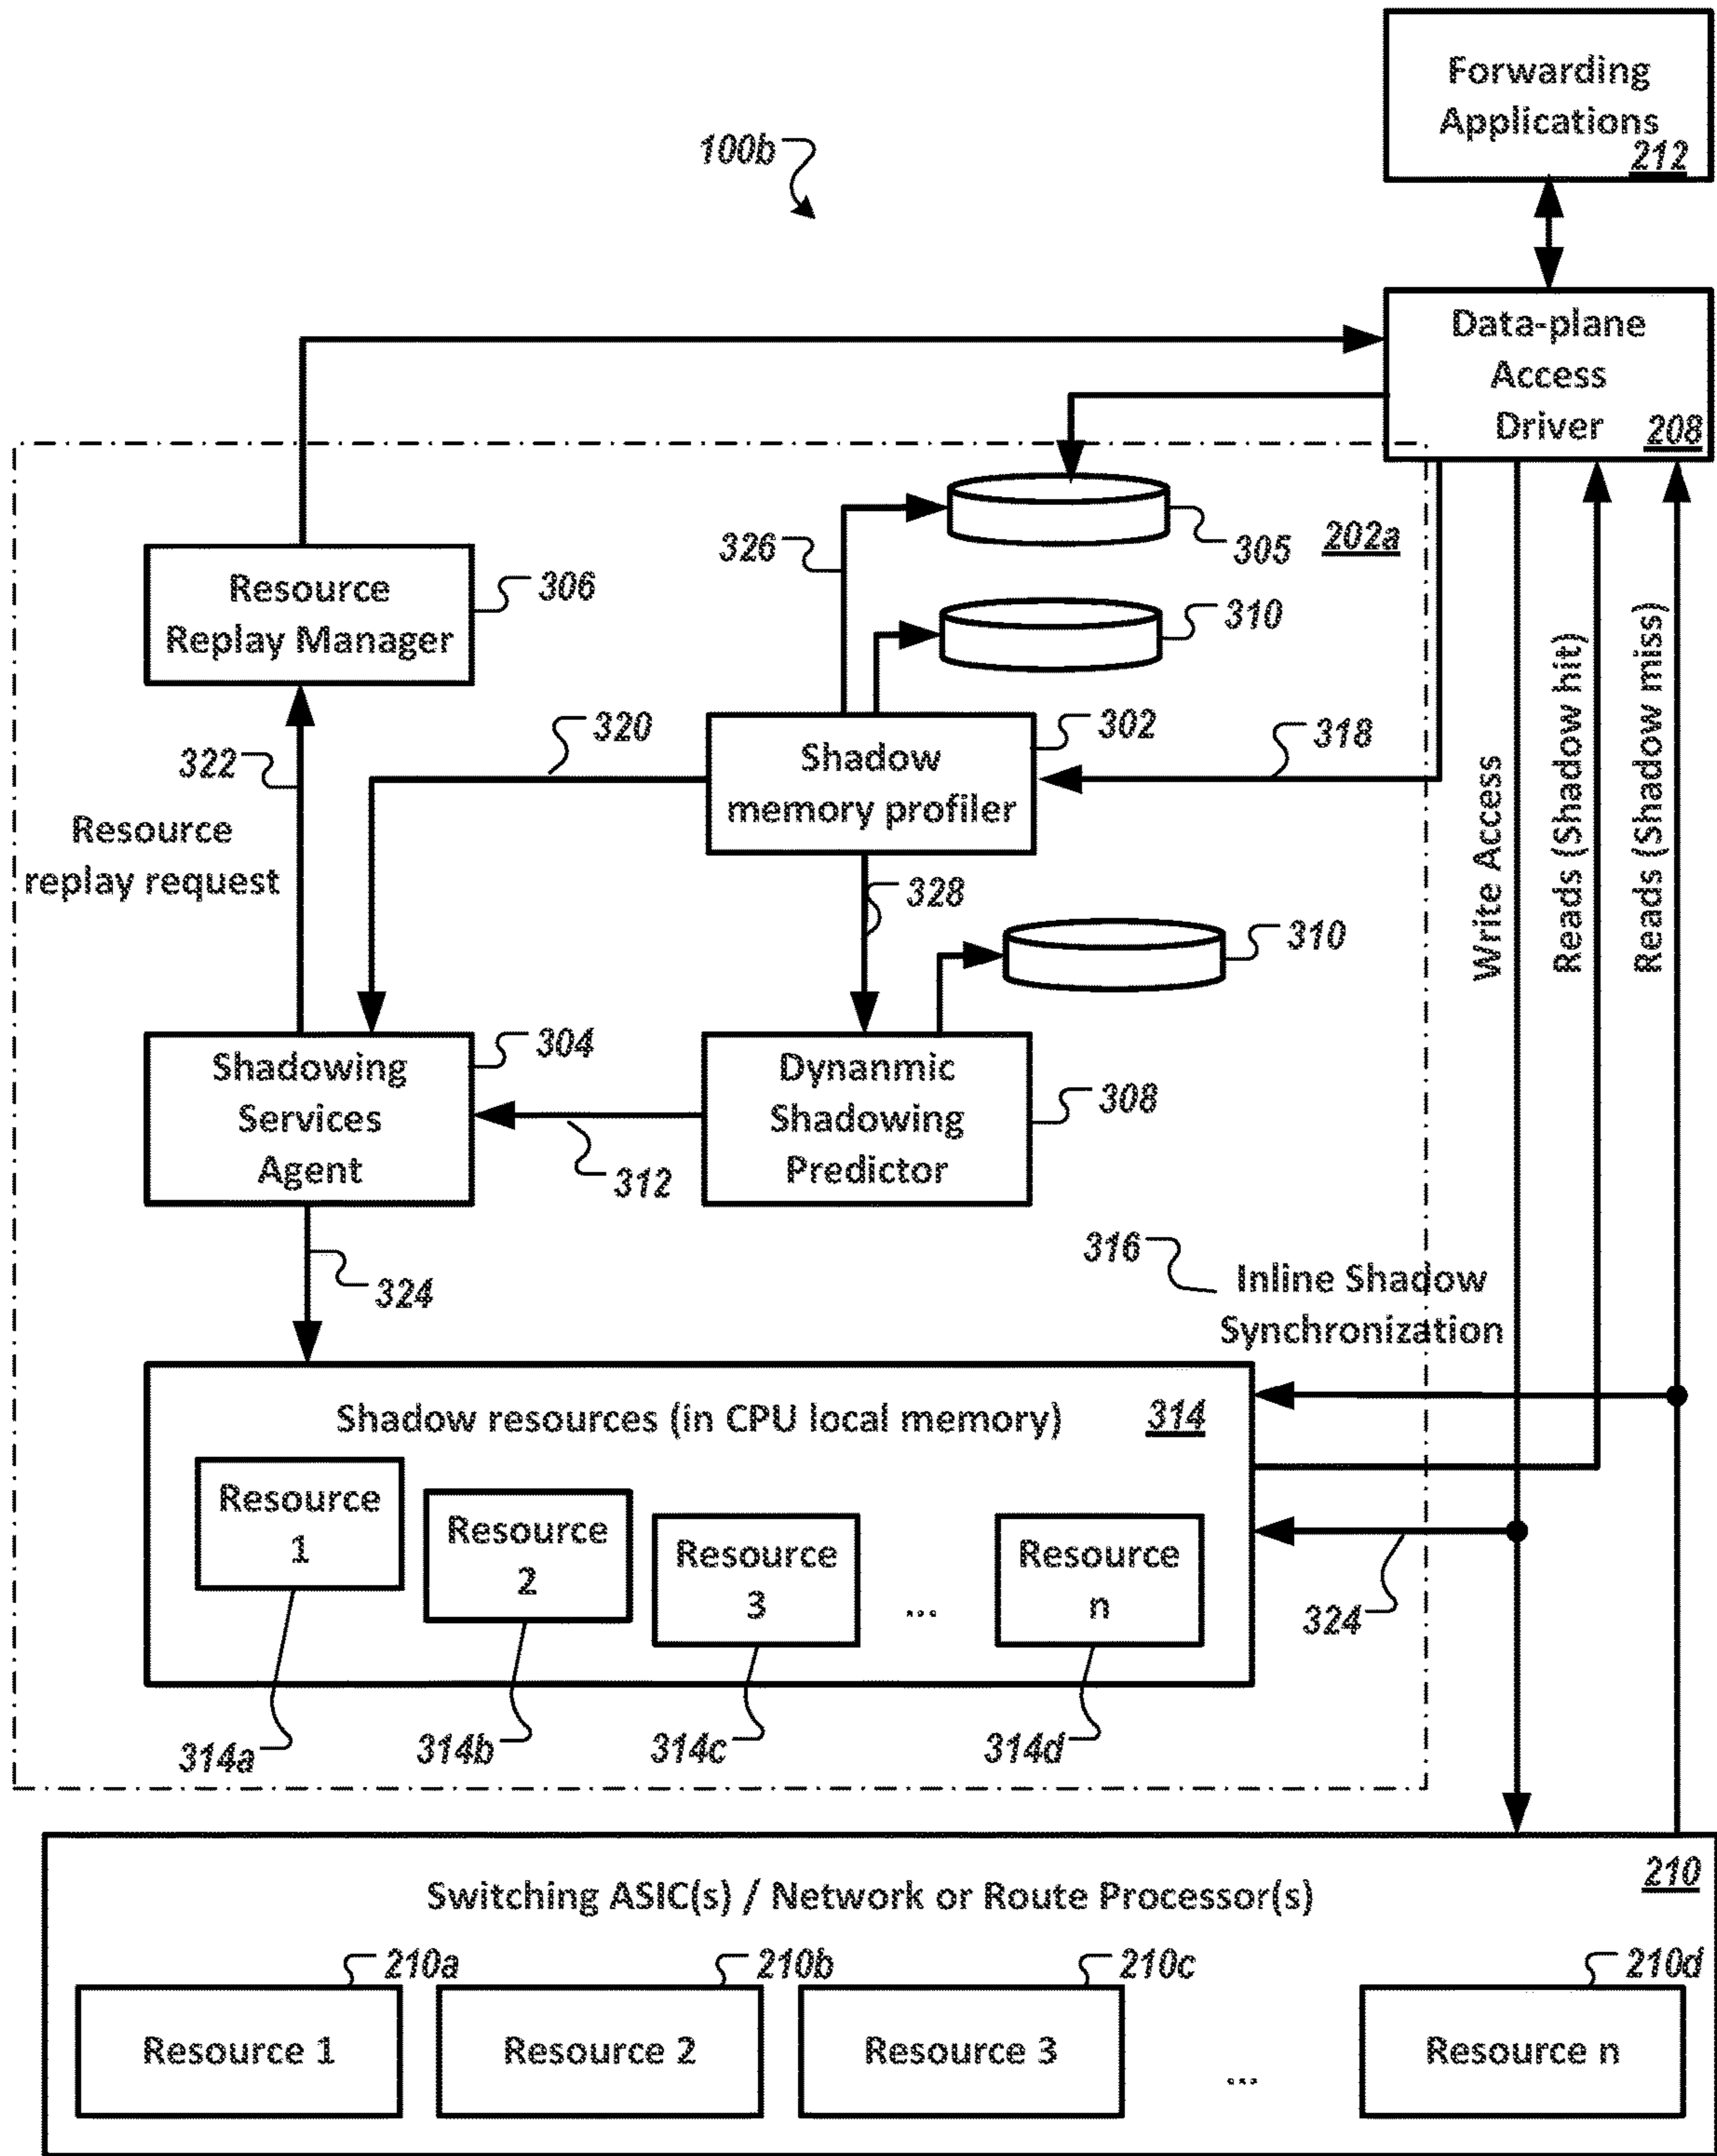 Forwarding
Applications
212
100b
Data-plane
Access
Driver
208
202a
305
326
310
Resource
Replay Manager
306
320
302
318
322
Shadow
memory profiler
Resource
replay request
328
310
Write Access
Reads (Shadow hit)
Reads (Shadow miss)
304
Shadowing
Services
Agent
Dynanmic
Shadowing
Predictor
308
312
324
316
Inline Shadow
Synchronization
Shadow resources (in CPU local memory)
314
Resource
1
Resource
2
Resource
3
...
Resource
n
324
314a
314b
314c
314d
210
Switching ASIC(s) / Network or Route Processor(s)
210a
210b
210c
210d
Resource 1
Resource 2
Resource 3
...
Resource n